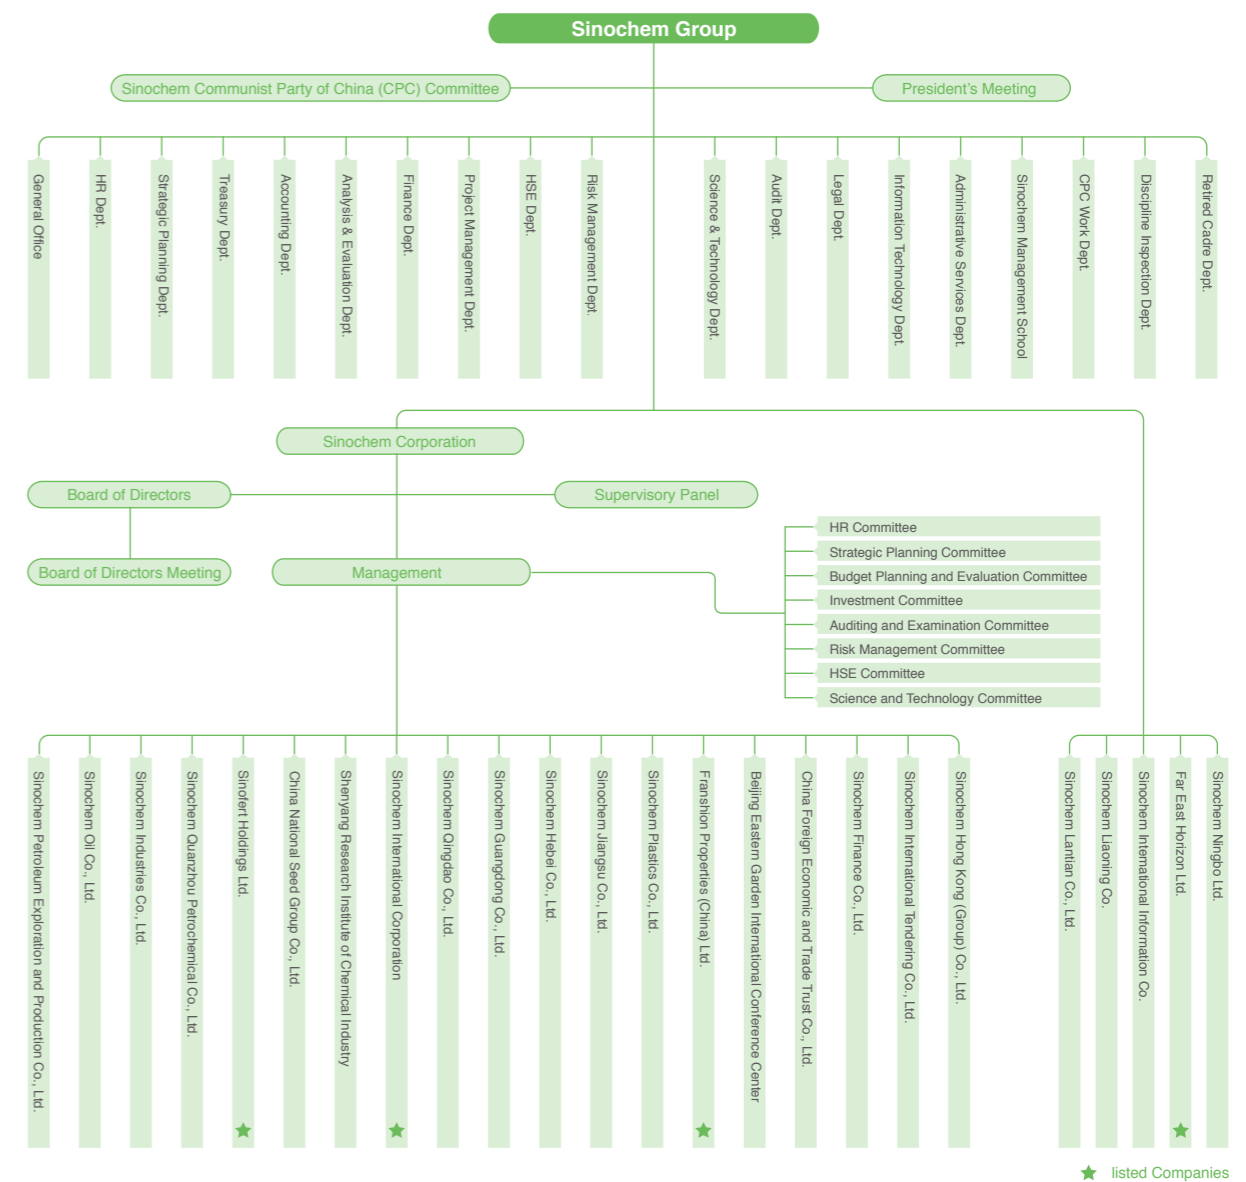 Sinochem Group
Sinochem Communist Party of China (CPC) Committee
President's Meeting
General Office
HR Dept.
Strategic Planning Dept.
Treasury Dept.
Accounting Dept.
Analysis & Evaluation Dept.
Finance Dept.
Project Management Dept.
HSE Dept.
Risk Management Dept.
Science & Technology Dept.
Audit Dept.
Legal Dept.
Information Technology Dept.
Administrative Services Dept.
Sinochem Management School
CPC Work Dept.
Discipline Inspection Dept.
Retired Cadre Dept.
Sinochem Corporation
Board of Directors
Supervisory Panel
Board of Directors Meeting
Management
HR Committee
Strategic Planning Committee
Budget Planning and Evaluation Committee
Investment Committee
Auditing and Examination Committee
Risk Management Committee
HSE Committee
Science and Technology Committee
Sinochem Petroleum Exploration and Production Co., Ltd.
Sinochem Oil Co., Ltd.
Sinochem Industries Co., Ltd.
Sinochem Quanzhou Petrochemical Co., Ltd.
Sinofert Holdings Ltd.
China National Seed Group Co., Ltd.
Shenyang Research Institute of Chemical Industry
Sinochem International Corporation
Sinochem Qingdao Co., Ltd.
Sinochem Guangdong Co., Ltd.
Sinochem Hebei Co., Ltd.
Sinochem Jiangsu Co., Ltd.
Sinochem Plastics Co., Ltd.
Franshion Properties (China) Ltd.
Beijing Eastern Garden International Conference Center
China Foreign Economic and Trade Trust Co., Ltd.
Sinochem Finance Co., Ltd.
Sinochem International Tendering Co., Ltd.
Sinochem Hong Kong (Group) Co., Ltd.
Sinochem Lantian Co., Ltd.
Sinochem Liaoning Co.
Sinochem International Information Co.
Far East Horizon Ltd.
Sinochem Ningbo Ltd.
listed Companies